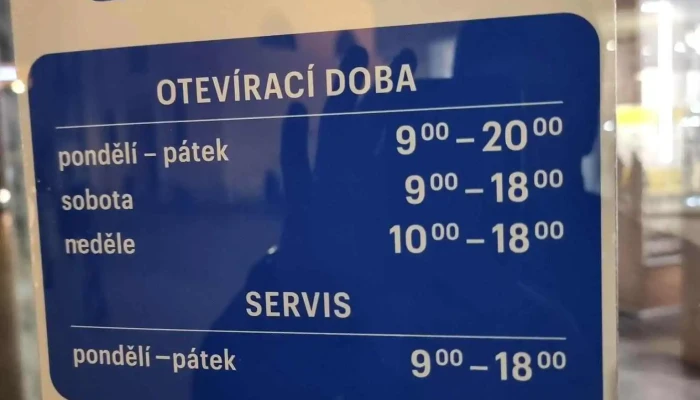 OTEVÍRACÍ DOBA
pondělí – pátek 9⁰⁰ – 20⁰⁰
sobota 9⁰⁰ – 18⁰⁰
neděle 10⁰⁰ – 18⁰⁰
SERVIS
pondělí – pátek 9⁰⁰ – 18⁰⁰